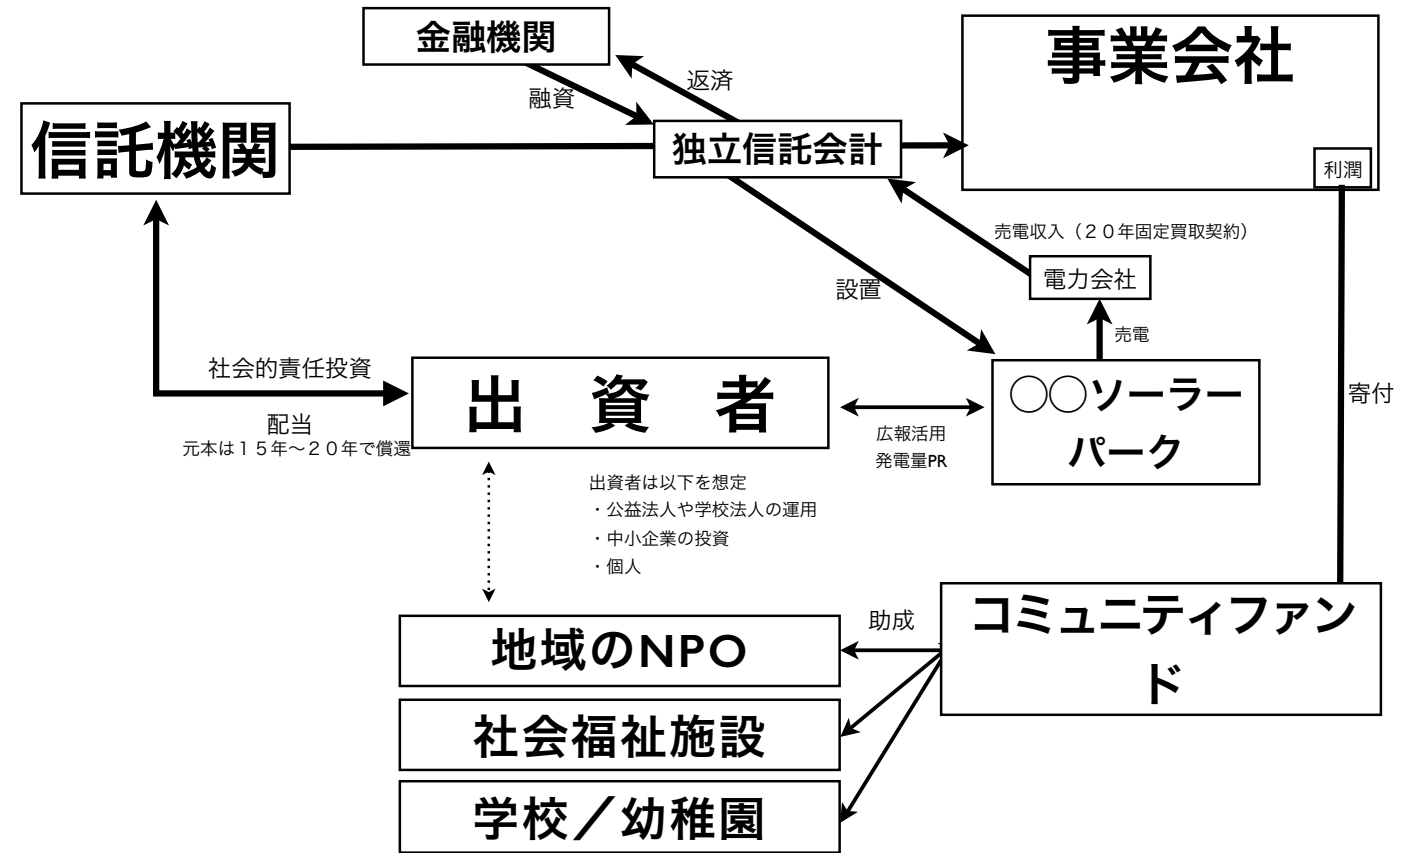 金融機関
事業会社
返済
融資
信託機関
独立信託会計
利潤
売電収入（２０年固定買取契約）
電力会社
設置
売電
社会的責任投資
出　資　者
○○ソーラー
パーク
寄付
配当
元本は１５年～２０年で償還
広報活用
発電量PR
出資者は以下を想定
・公益法人や学校法人の運用
・中小企業の投資
・個人
コミュニティファン
ド
助成
地域のNPO
社会福祉施設
学校／幼稚園